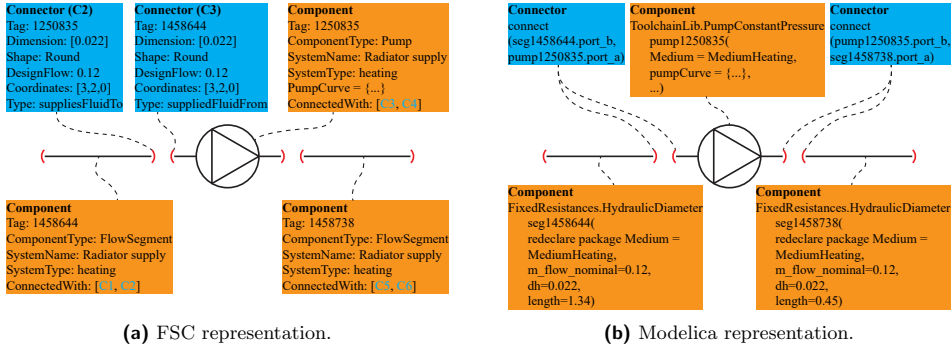 Connector (C2)
Tag: 1250835
Dimension: [0.022]
Shape: Round
DesignFlow: 0.12
Coordinates: [3,2,0]
Type: suppliesFluidTo
Connector (C3)
Tag: 1458644
Dimension: [0.022]
Shape: Round
DesignFlow: 0.12
Coordinates: [3,2,0]
Type: suppliedFluidFrom
Component
Tag: 1250835
ComponentType: Pump
SystemName: Radiator supply
SystemType: heating
PumpCurve = {...}
ConnectedWith: [C3, C4]
Component
Tag: 1458644
ComponentType: FlowSegment
SystemName: Radiator supply
SystemType: heating
ConnectedWith: [C1, C2]
Component
Tag: 1458738
ComponentType: FlowSegment
SystemName: Radiator supply
SystemType: heating
ConnectedWith: [C5, C6]
(a) FSC representation.
Connector
connect
(seg1458644.port_b,
pump1250835.port_a)
Component
ToolchainLib.PumpConstantPressure
pump1250835(
Medium = MediumHeating,
pumpCurve = {...},
...)
Connector
connect
(pump1250835.port_b,
seg1458738.port_a)
Component
FixedResistances.HydraulicDiameter
seg1458644(
redeclare package Medium =
MediumHeating,
m_flow_nominal=0.12,
dh=0.022,
length=1.34)
Component
FixedResistances.HydraulicDiameter
seg1458738(
redeclare package Medium =
MediumHeating,
m_flow_nominal=0.12,
dh=0.022,
length=0.45)
(b) Modelica representation.